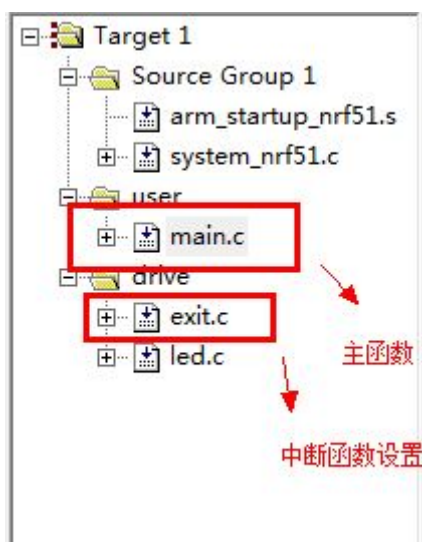 Target 1
Source Group 1
arm_startup_nrf51.s
system_nrf51.c
user
main.c
drive
exit.c
led.c
主函数
中断函数设置